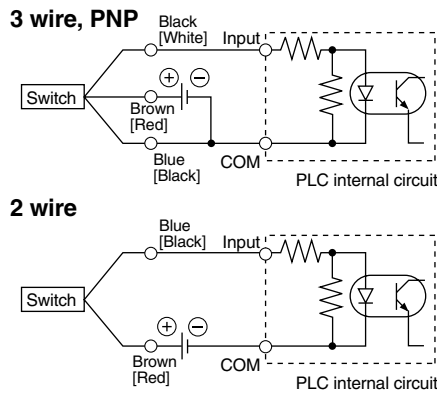 3 wire, PNP
Black
[White]
Input
Switch
+ −
Brown
[Red]
Blue
[Black]
COM
PLC internal circuit
2 wire
Blue
[Black]
Input
Switch
+ −
Brown
[Red]
COM
PLC internal circuit